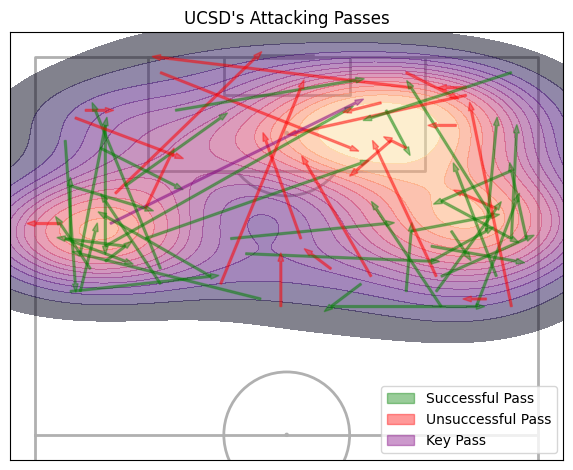 UCSD's Attacking Passes
Successful Pass
Unsuccessful Pass
Key Pass